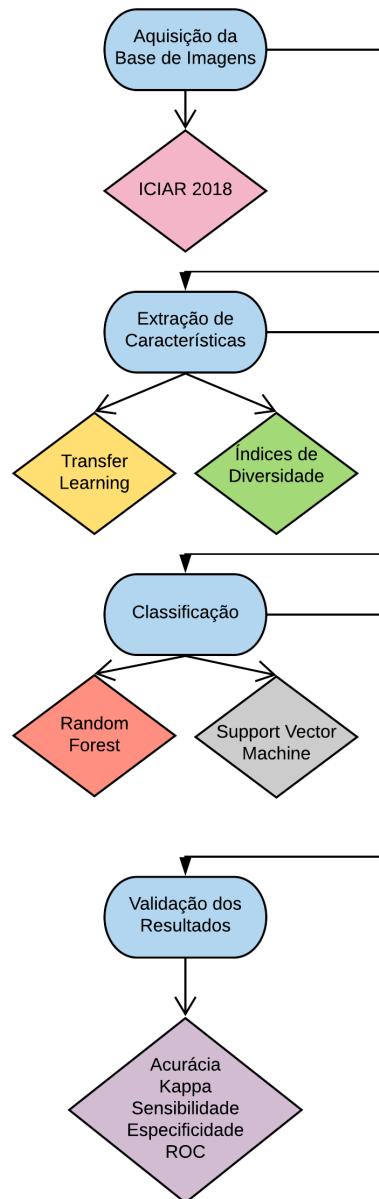 Aquisição da
Base de Imagens
ICIAR 2018
Extração de
Características
Transfer
Learning
Índices de
Diversidade
Classificação
Random
Forest
Support Vector
Machine
Validação dos
Resultados
Acurácia
Kappa
Sensibilidade
Especificidade
ROC